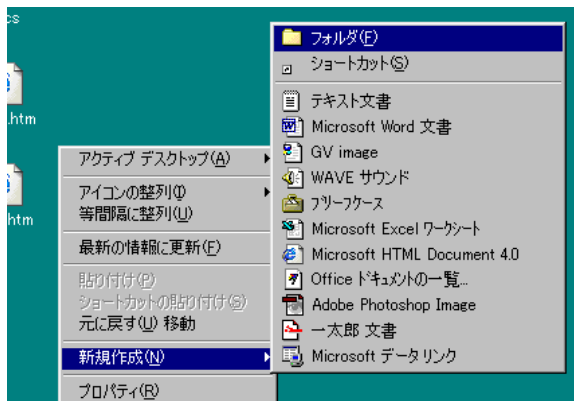 cs
.htm
htm
アクティブ デスクトップ(A)
アイコンの整列(I)
等間隔に整列(U)
最新の情報に更新(E)
貼り付け(P)
ショートカットの貼り付け(S)
元に戻す(U) 移動
新規作成(N)
プロパティ(R)
フォルダ(F)
ショートカット(S)
テキスト文書
Microsoft Word 文書
GV image
WAVE サウンド
ブリーフケース
Microsoft Excel ワークシート
Microsoft HTML Document 4.0
Office ドキュメントの一覧...
Adobe Photoshop Image
一太郎 文書
Microsoft データ リンク